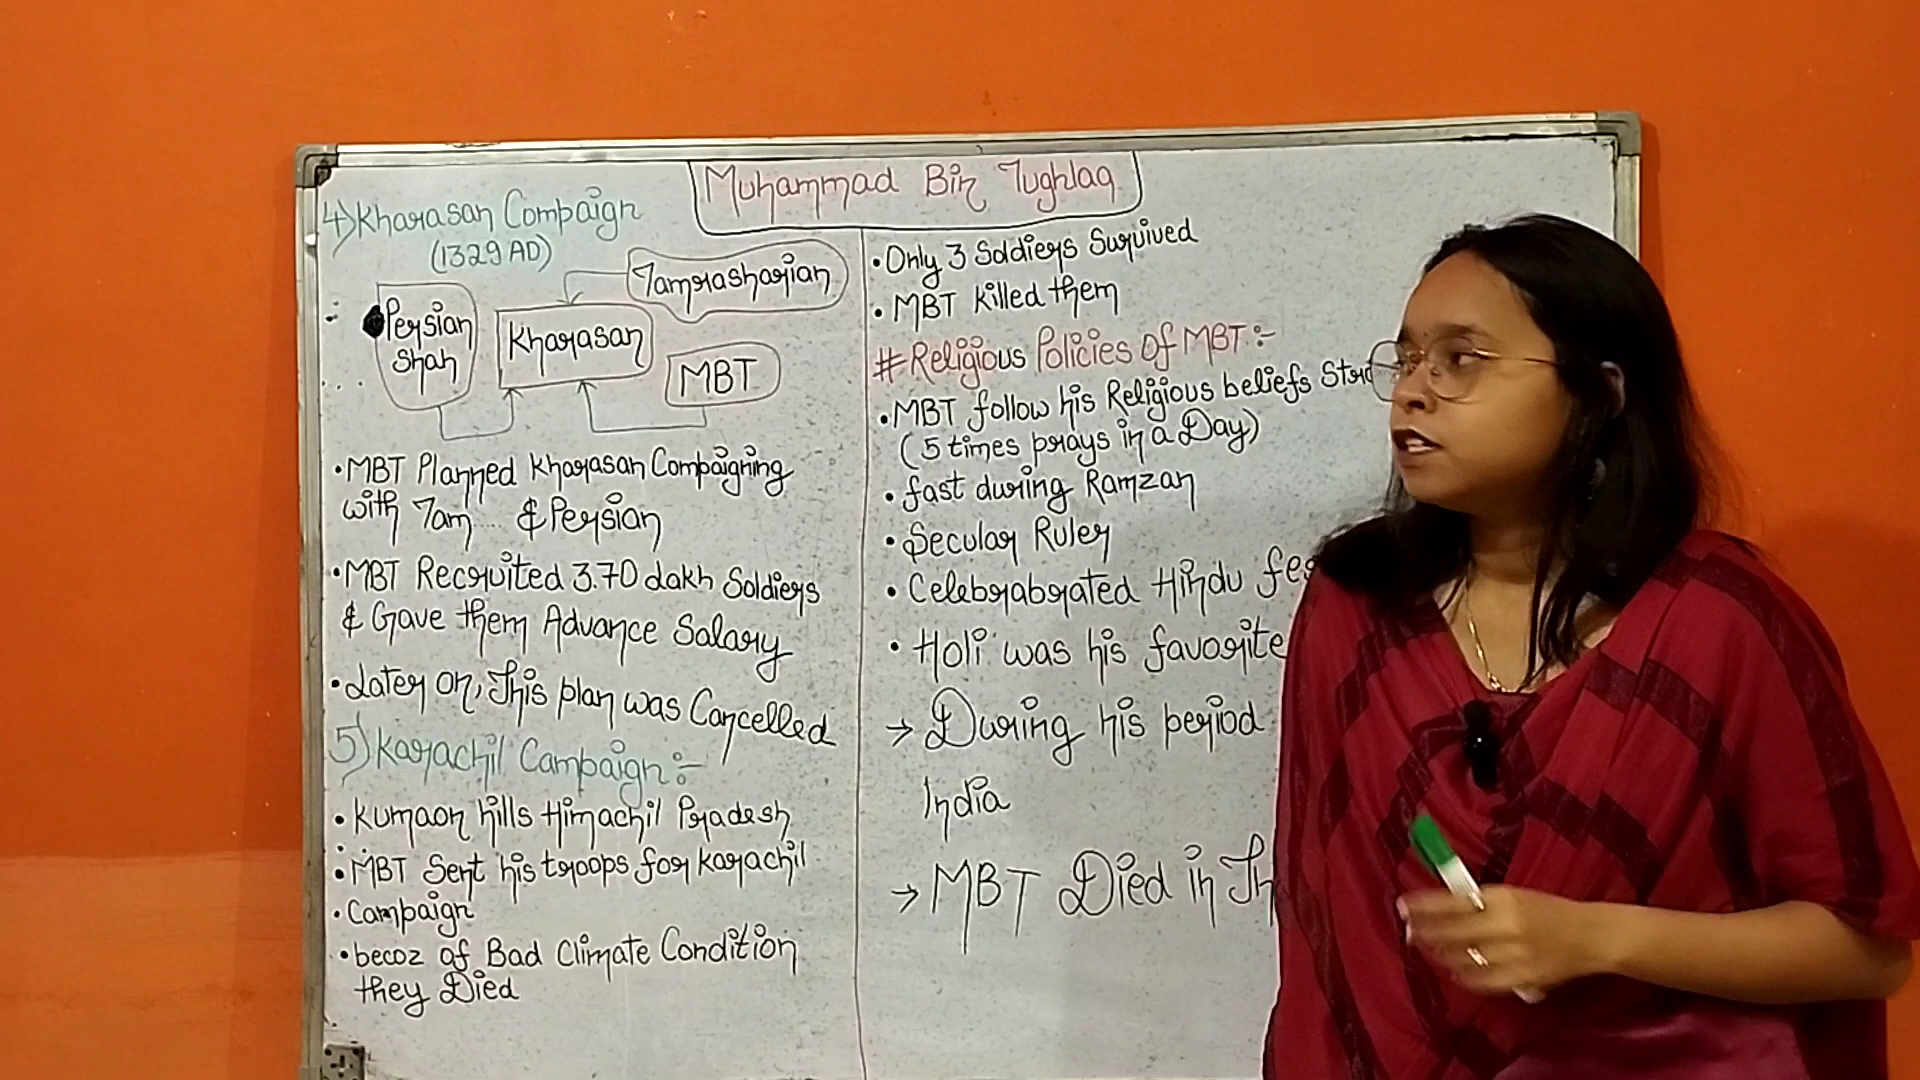 Muhammad Bin Tughlaq
4) Kharasan Compaign
(1329 AD)
Tamrasharian
Persian
Shah
Kharasan
MBT
• MBT Planned Kharasan Compaigning
with Tam.... & Persian
• MBT Recruited 3.70 Lakh Soldiers
& Gave them Advance Salary
• Later on, This plan was Cancelled
5) Karachil Campaign :-
• Kumaon hills Himachil Pradesh
• MBT Sent his troops for Karachil
• Campaign
• becoz of Bad Climate Condition
they Died
• Only 3 Soldiers Survived
• MBT killed them
# Religious Policies Of MBT :-
• MBT follow his Religious beliefs
(5 times prays in a Day)
• fast during Ramzan
• Secular Ruler
• Celebrabrated Hindu
• Holi was his favorite
→ During his period
India
→ MBT Died in